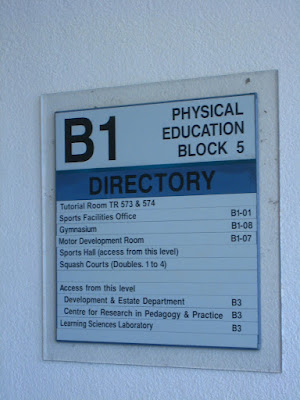 B1
PHYSICAL
EDUCATION
BLOCK 5
DIRECTORY
Tutorial Room TR 573 & 574
Sports Facilities Office B1-01
Gymnasium B1-08
Motor Development Room B1-07
Sports Hall (access from this level)
Squash Courts (Doubles. 1 to 4)
Access from this level
Development & Estate Department B3
Centre for Research in Pedagogy & Practice B3
Learning Sciences Laboratory B3